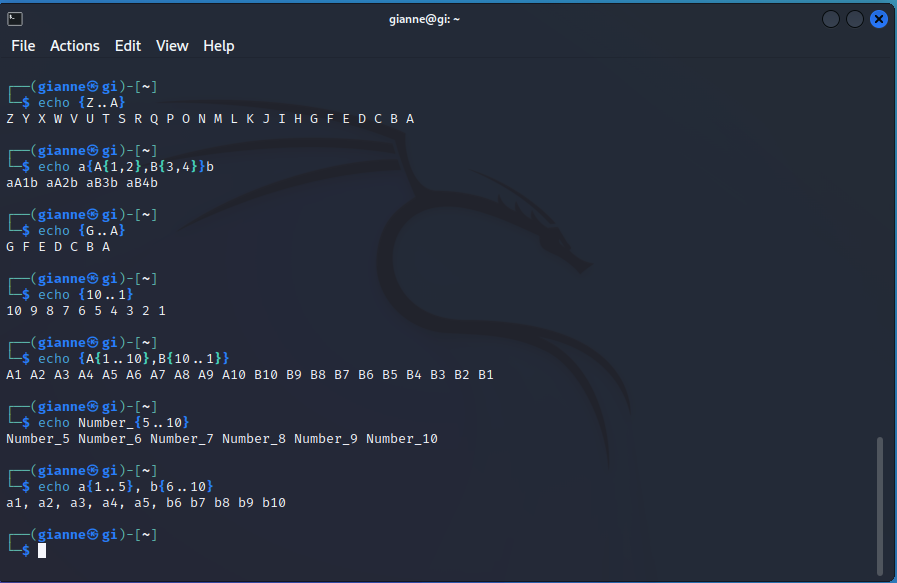 gianne@gi: ~
File Actions Edit View Help
┌──(gianne㉿gi)-[~]
└─$ echo {Z..A}
Z Y X W V U T S R Q P O N M L K J I H G F E D C B A
┌──(gianne㉿gi)-[~]
└─$ echo a{A{1,2},B{3,4}}b
aA1b aA2b aB3b aB4b
┌──(gianne㉿gi)-[~]
└─$ echo {G..A}
G F E D C B A
┌──(gianne㉿gi)-[~]
└─$ echo {10..1}
10 9 8 7 6 5 4 3 2 1
┌──(gianne㉿gi)-[~]
└─$ echo {A{1..10},B{10..1}}
A1 A2 A3 A4 A5 A6 A7 A8 A9 A10 B10 B9 B8 B7 B6 B5 B4 B3 B2 B1
┌──(gianne㉿gi)-[~]
└─$ echo Number_{5..10}
Number_5 Number_6 Number_7 Number_8 Number_9 Number_10
┌──(gianne㉿gi)-[~]
└─$ echo a{1..5}, b{6..10}
a1, a2, a3, a4, a5, b6 b7 b8 b9 b10
┌──(gianne㉿gi)-[~]
└─$